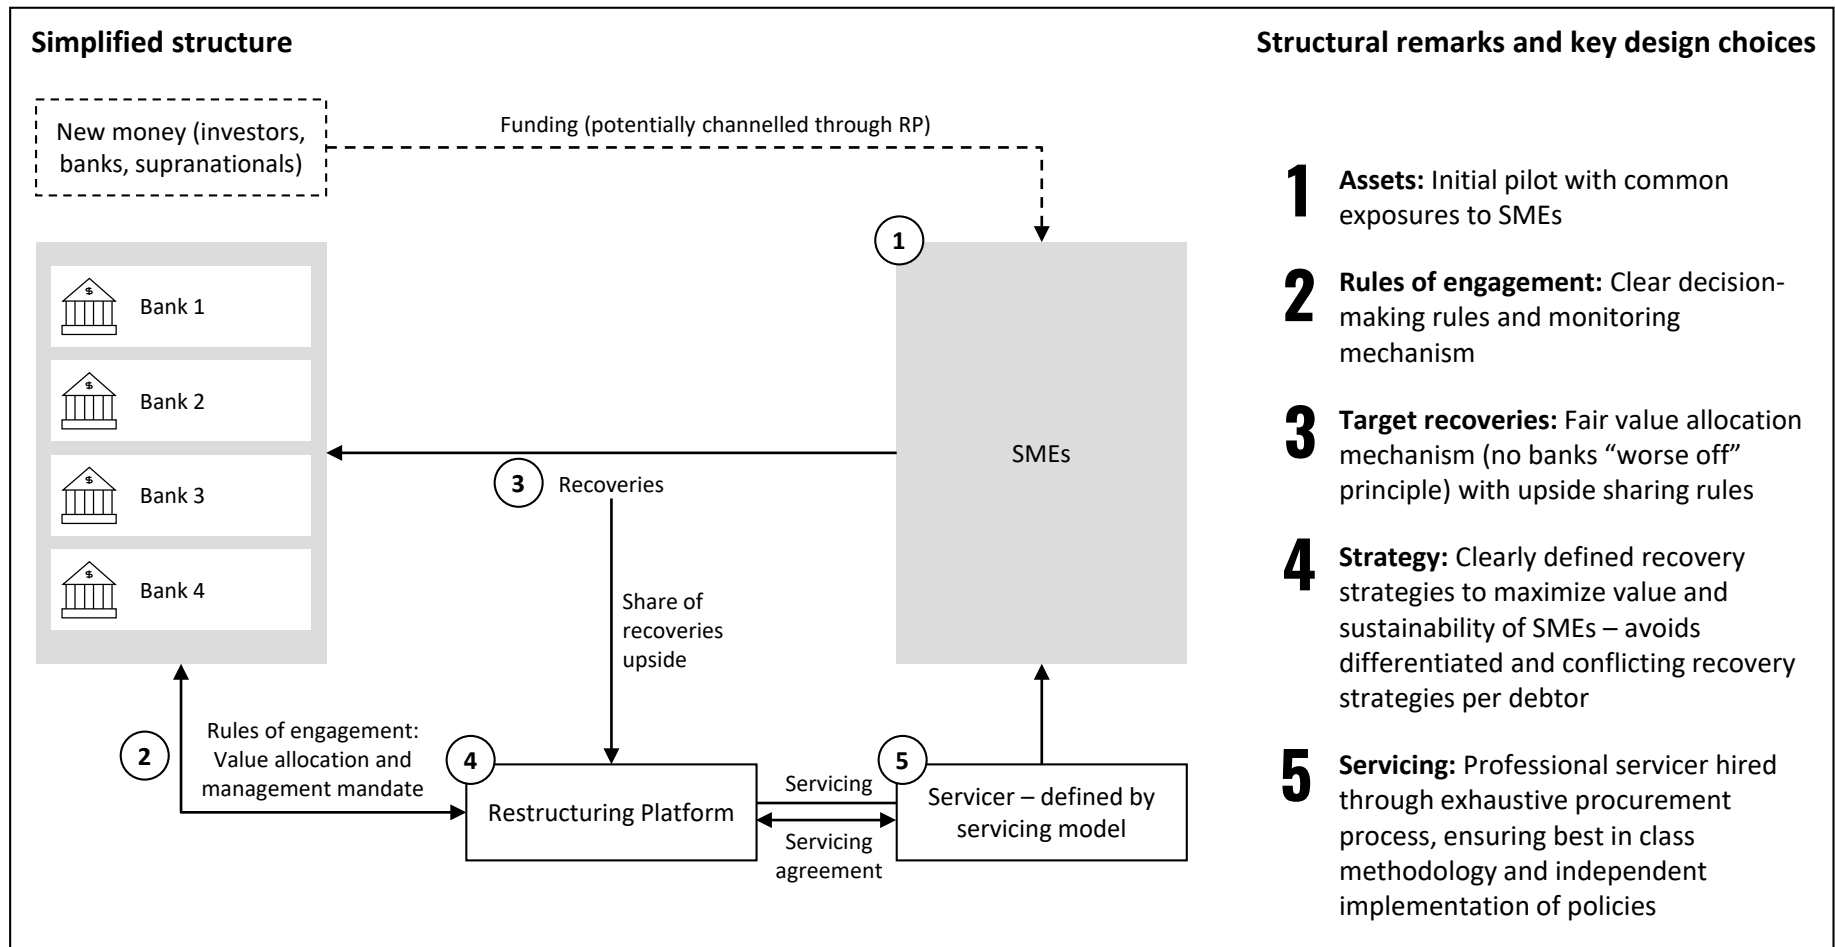 Simplified structure
Structural remarks and key design choices
New money (investors,
banks, supranationals)
Funding (potentially channelled through RP)
1
$
Bank 1
$
Bank 2
$
Bank 3
$
Bank 4
SMEs
3
Recoveries
Share of
recoveries
upside
2
Rules of engagement:
Value allocation and
management mandate
4
Restructuring Platform
Servicing
Servicing
agreement
5
Servicer – defined by
servicing model
1
Assets: Initial pilot with common
exposures to SMEs
2
Rules of engagement: Clear decision-
making rules and monitoring
mechanism
3
Target recoveries: Fair value allocation
mechanism (no banks “worse off”
principle) with upside sharing rules
4
Strategy: Clearly defined recovery
strategies to maximize value and
sustainability of SMEs – avoids
differentiated and conflicting recovery
strategies per debtor
5
Servicing: Professional servicer hired
through exhaustive procurement
process, ensuring best in class
methodology and independent
implementation of policies